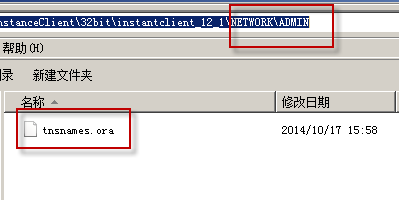 nstanceClient\32bit\instantclient_12_1\NETWORK\ADMIN
帮助(H)
录 新建文件夹
名称 修改日期
tnsnames.ora 2014/10/17 15:58